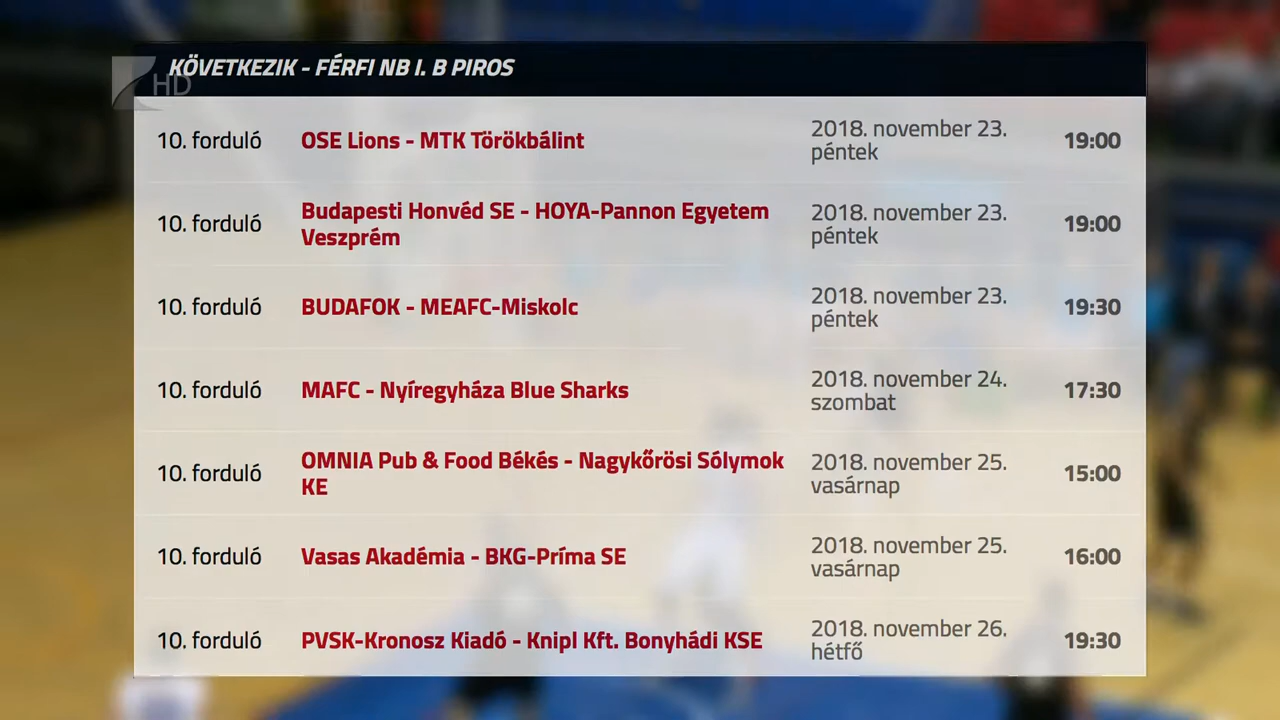 KÖVETKEZIK - FÉRFI NB I. B PIROS
HD
10. forduló OSE Lions - MTK Törökbálint 2018. november 23. péntek 19:00
10. forduló Budapesti Honvéd SE - HOYA-Pannon Egyetem Veszprém 2018. november 23. péntek 19:00
10. forduló BUDAFOK - MEAFC-Miskolc 2018. november 23. péntek 19:30
10. forduló MAFC - Nyíregyháza Blue Sharks 2018. november 24. szombat 17:30
10. forduló OMNIA Pub & Food Békés - Nagykőrösi Sólymok KE 2018. november 25. vasárnap 15:00
10. forduló Vasas Akadémia - BKG-Príma SE 2018. november 25. vasárnap 16:00
10. forduló PVSK-Kronosz Kiadó - Knipl Kft. Bonyhádi KSE 2018. november 26. hétfő 19:30